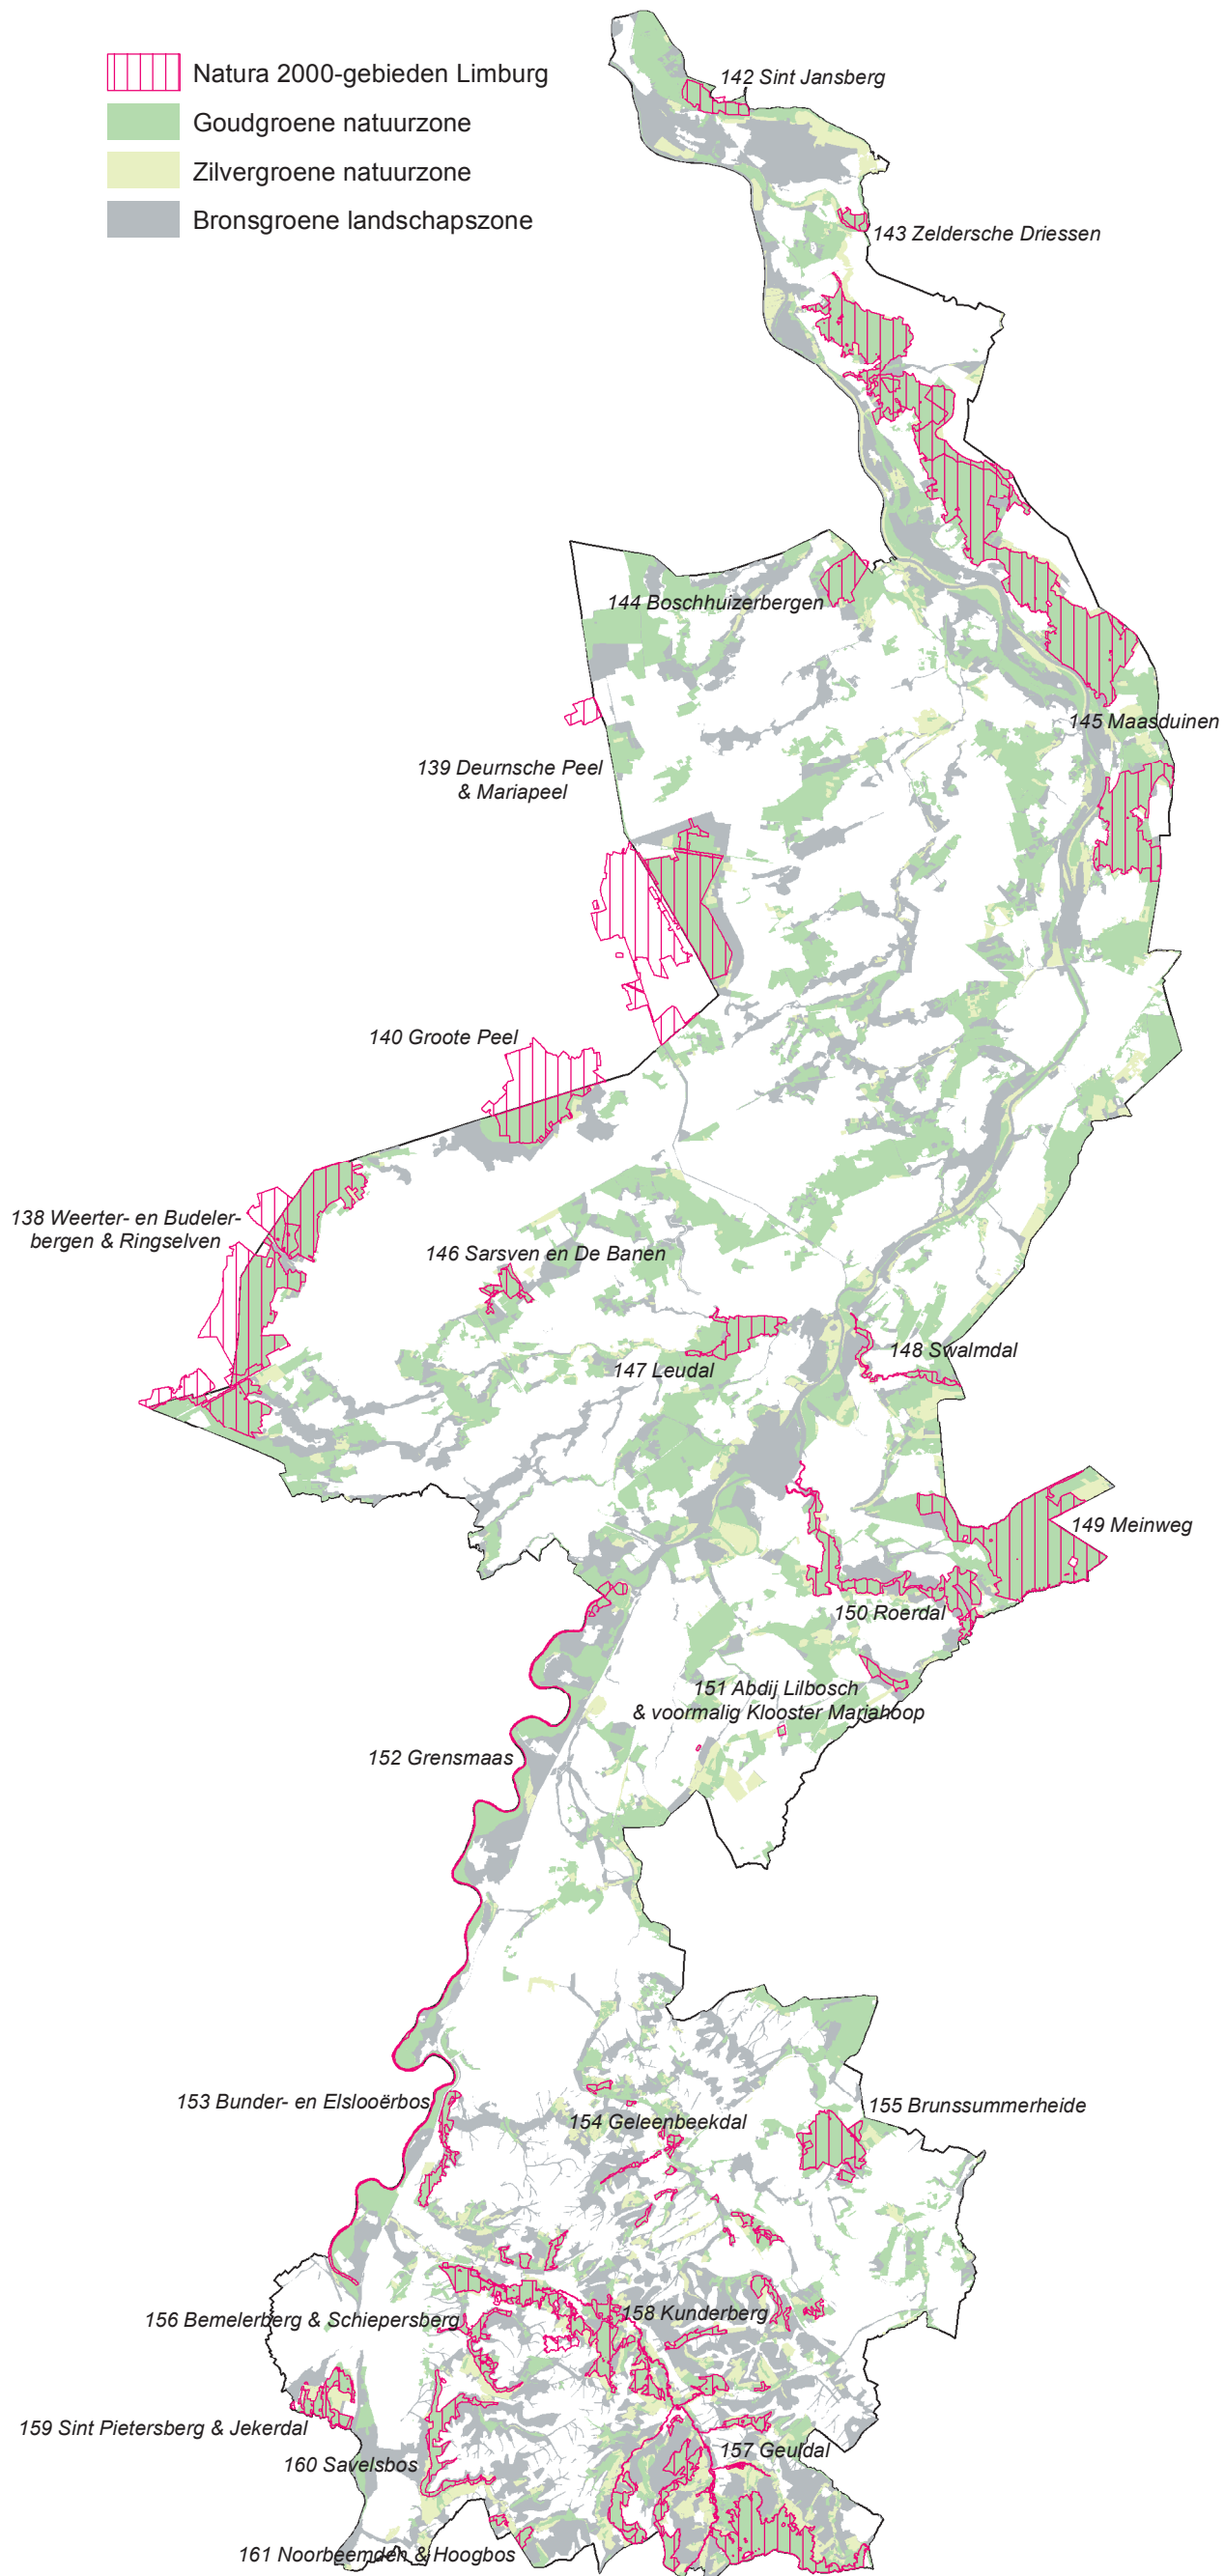 Natura 2000-gebieden Limburg
Goudgroene natuurzone
Zilvergroene natuurzone
Bronsgroene landschapszone
142 Sint Jansberg
143 Zeldersche Driessen
144 Boschhuizerbergen
145 Maasduinen
139 Deurnsche Peel
& Mariapeel
140 Groote Peel
138 Weerter- en Budeler-
bergen & Ringselven
146 Sarsven en De Banen
147 Leudal
148 Swalmdal
149 Meinweg
150 Roerdal
151 Abdij Lilbosch
& voormalig Klooster Mariahoop
152 Grensmaas
153 Bunder- en Elslooërbos
154 Geleenbeekdal
155 Brunssummerheide
156 Bemelerberg & Schiepersberg
158 Kunderberg
159 Sint Pietersberg & Jekerdal
157 Geuldal
160 Savelsbos
161 Noorbeemden & Hoogbos